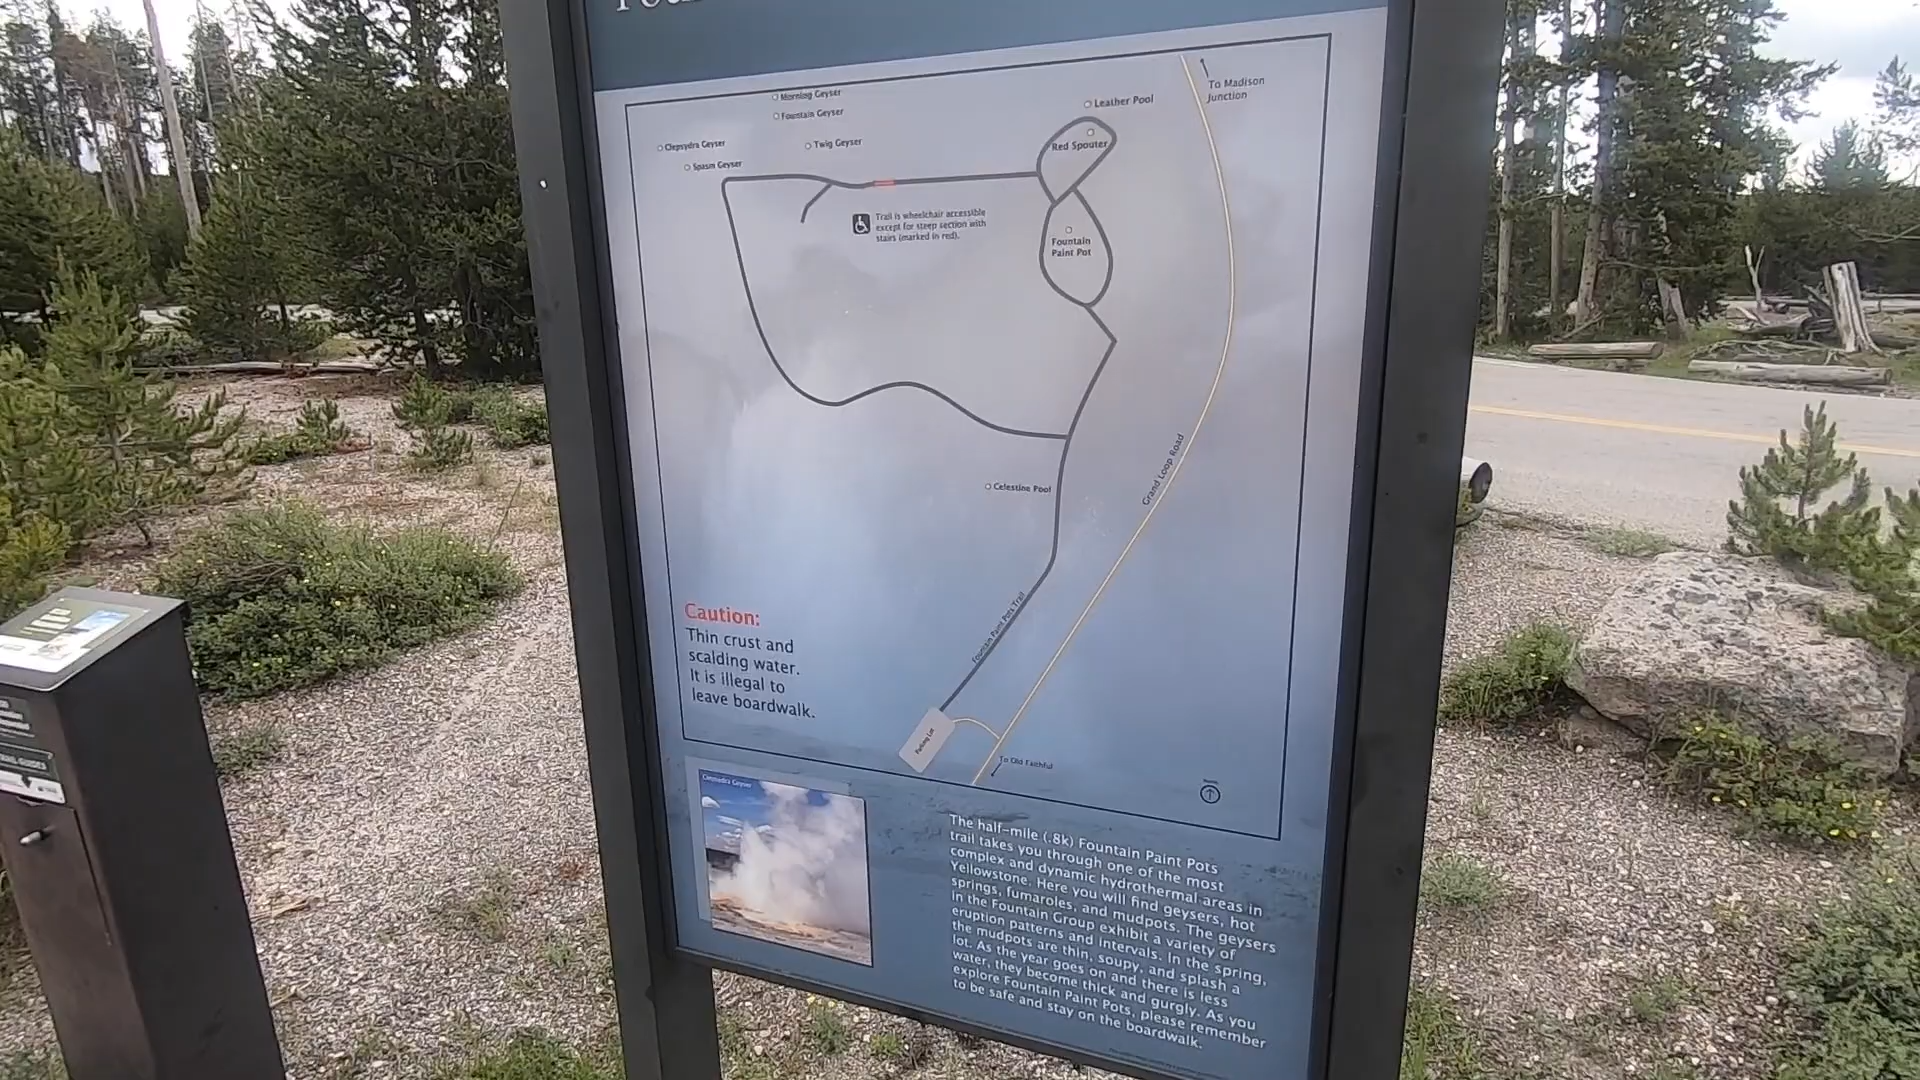 To Madison
Junction
Morning Geyser
Leather Pool
Fountain Geyser
Clepsydra Geyser
Twig Geyser
Red Spouter
Spasm Geyser
Trail is wheelchair accessible
except for steep section with
stairs (marked in red).
Fountain
Paint Pot
Grand Loop Road
Celestine Pool
Fountain Paint Pots Trail
Caution:
Thin crust and
scalding water.
It is illegal to
leave boardwalk.
Parking Lot
To Old Faithful
Clepsydra Geyser
The half-mile (.8k) Fountain Paint Pots
trail takes you through one of the most
complex and dynamic hydrothermal areas in
Yellowstone. Here you will find geysers, hot
springs, fumaroles, and mudpots. The geysers
in the Fountain Group exhibit a variety of
eruption patterns and intervals. In the spring,
the mudpots are thin, soupy, and splash a
lot. As the year goes on and there is less
water, they become thick and gurgly. As you
explore Fountain Paint Pots, please remember
to be safe and stay on the boardwalk.